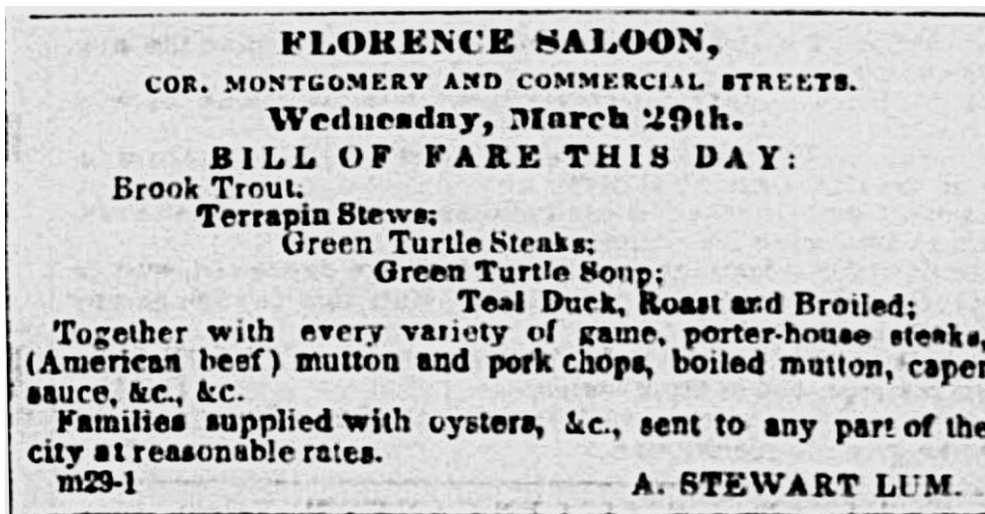 FLORENCE SALOON,
COR. MONTGOMERY AND COMMERCIAL STREETS.
Wednesday, March 29th.
BILL OF FARE THIS DAY:
Brook Trout;
Terrapin Stews;
Green Turtle Steaks;
Green Turtle Soup;
Teal Duck, Roast and Broiled;
Together with every variety of game, porter-house steaks,
(American beef) mutton and pork chops, boiled mutton, caper
sauce, &c., &c.
Families supplied with oysters, &c., sent to any part of the
city at reasonable rates.
m29-1 A. STEWART LUM.